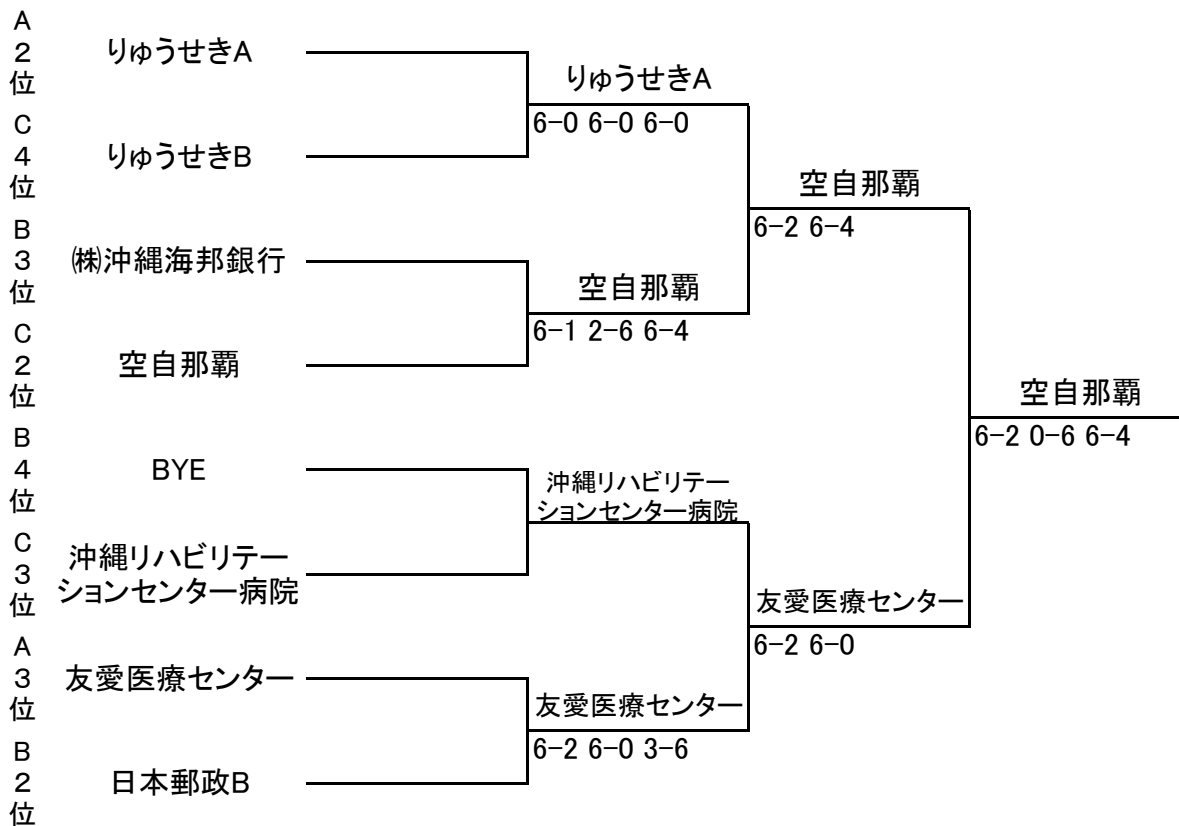 A
2
位
りゅうせきA
りゅうせきA
6-0 6-0 6-0
C
4
位
りゅうせきB
空自那覇
6-2 6-4
B
3
位
㈱沖縄海邦銀行
空自那覇
6-1 2-6 6-4
C
2
位
空自那覇
空自那覇
6-2 0-6 6-4
B
4
位
BYE
沖縄リハビリテー
ションセンター病院
C
3
位
沖縄リハビリテー
ションセンター病院
友愛医療センター
6-2 6-0
A
3
位
友愛医療センター
友愛医療センター
6-2 6-0 3-6
B
2
位
日本郵政B